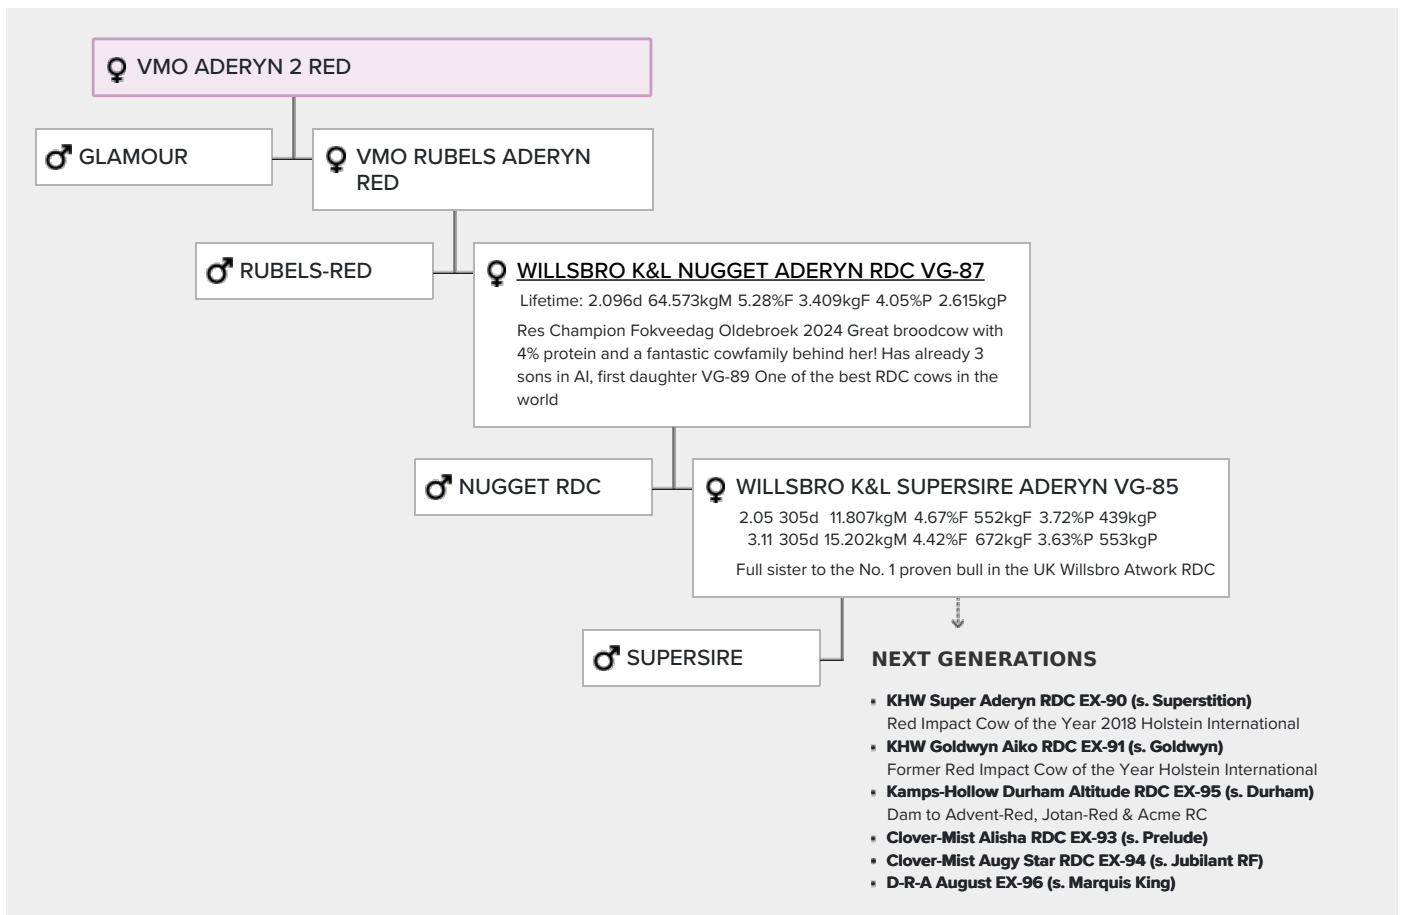 VMO ADERYN 2 RED
GLAMOUR
VMO RUBELS ADERYN
RED
RUBELS-RED
WILLSBRO K&L NUGGET ADERYN RDC VG-87
Lifetime: 2.096d 64.573kgM 5.28%F 3.409kgF 4.05%P 2.615kgP
Res Champion Fokveedag Oldebroek 2024 Great broodcow with
4% protein and a fantastic cowfamily behind her! Has already 3
sons in AI, first daughter VG-89 One of the best RDC cows in the
world
NUGGET RDC
WILLSBRO K&L SUPERSIRE ADERYN VG-85
2.05 305d 11.807kgM 4.67%F 552kgF 3.72%P 439kgP
3.11 305d 15.202kgM 4.42%F 672kgF 3.63%P 553kgP
Full sister to the No. 1 proven bull in the UK Willsbro Atwork RDC
SUPERSIRE
NEXT GENERATIONS
KHW Super Aderyn RDC EX-90 (s. Superstition)
Red Impact Cow of the Year 2018 Holstein International
KHW Goldwyn Aiko RDC EX-91 (s. Goldwyn)
Former Red Impact Cow of the Year Holstein International
Kamps-Hollow Durham Altitude RDC EX-95 (s. Durham)
Dam to Advent-Red, Jotan-Red & Acme RC
Clover-Mist Alisha RDC EX-93 (s. Prelude)
Clover-Mist Augy Star RDC EX-94 (s. Jubilant RF)
D-R-A August EX-96 (s. Marquis King)